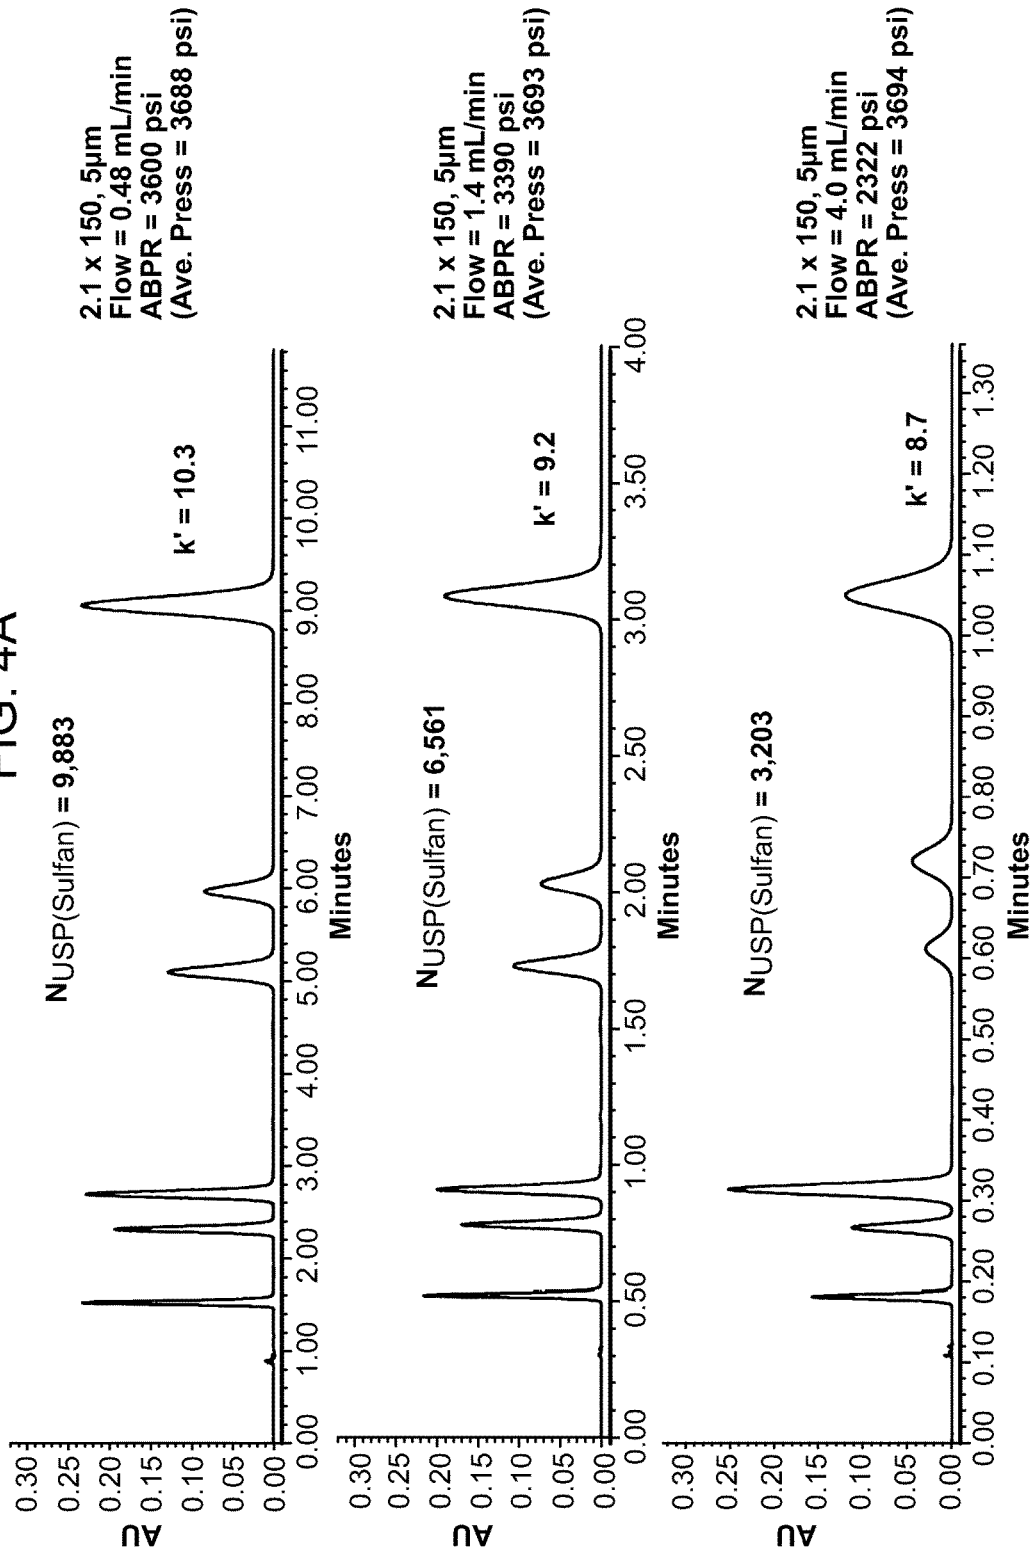 FIG. 4A
2.1 x 150, 5µm
Flow = 0.48 mL/min
ABPR = 3600 psi
(Ave. Press = 3688 psi)
NUSP(Sulfan) = 9,883
k' = 10.3
AU
0.30
0.25
0.20
0.15
0.10
0.05
0.00
0.00 1.00 2.00 3.00 4.00 5.00 6.00 7.00 8.00 9.00 10.00 11.00
Minutes
2.1 x 150, 5µm
Flow = 1.4 mL/min
ABPR = 3390 psi
(Ave. Press = 3693 psi)
NUSP(Sulfan) = 6,561
k' = 9.2
AU
0.30
0.25
0.20
0.15
0.10
0.05
0.00
0.00 0.50 1.00 1.50 2.00 2.50 3.00 3.50 4.00
Minutes
2.1 x 150, 5µm
Flow = 4.0 mL/min
ABPR = 2322 psi
(Ave. Press = 3694 psi)
NUSP(Sulfan) = 3,203
k' = 8.7
AU
0.30
0.25
0.20
0.15
0.10
0.05
0.00
0.00 0.10 0.20 0.30 0.40 0.50 0.60 0.70 0.80 0.90 1.00 1.10 1.20 1.30
Minutes